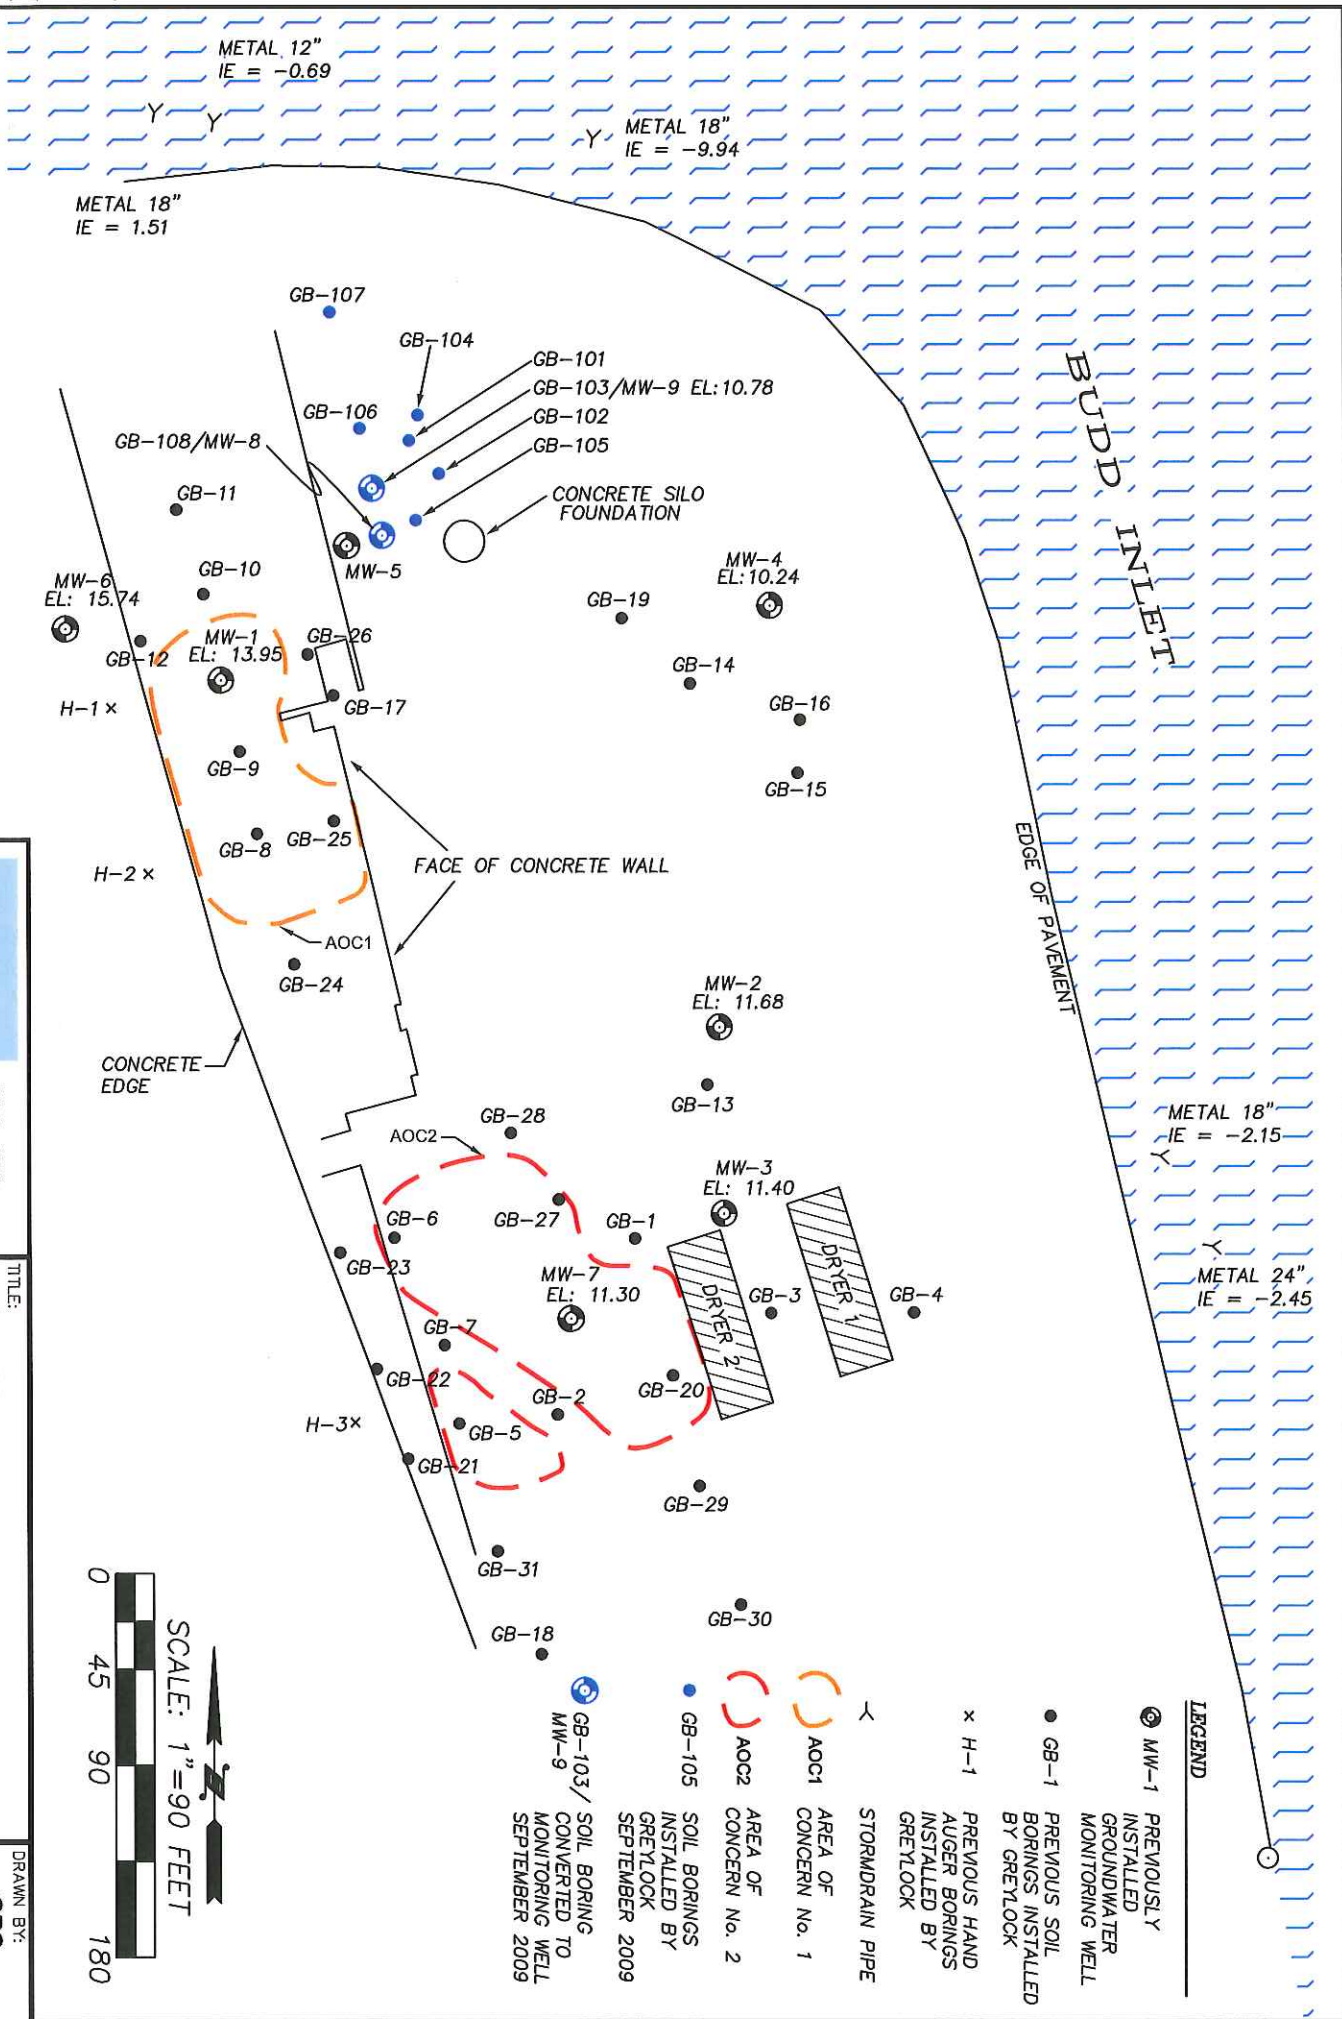 METAL 12"
IE = -0.69
METAL 18"
IE = -9.94
METAL 18"
IE = 1.51
BUDD INLET
GB-107
GB-104
GB-101
GB-103/MW-9 EL:10.78
GB-102
GB-105
GB-106
GB-108/MW-8
GB-11
CONCRETE SILO
FOUNDATION
MW-5
MW-4
EL:10.24
GB-19
GB-14
GB-16
GB-15
GB-10
MW-6
EL: 15.74
GB-12
MW-1
EL: 13.95
GB-26
GB-17
H-1 ×
GB-9
GB-8
GB-25
H-2 ×
FACE OF CONCRETE WALL
EDGE OF PAVEMENT
AOC1
GB-24
MW-2
EL: 11.68
GB-13
CONCRETE
EDGE
GB-28
AOC2
METAL 18"
IE = -2.15
METAL 24"
IE = -2.45
MW-3
EL: 11.40
GB-27
GB-1
GB-6
GB-23
MW-7
EL: 11.30
DRYER 2
DRYER 1
GB-3
GB-4
GB-7
GB-22
GB-20
GB-2
GB-5
H-3×
GB-21
GB-29
GB-31
GB-30
GB-18
LEGEND
MW-1 PREVIOUSLY
INSTALLED
GROUNDWATER
MONITORING WELL
GB-1 PREVIOUS SOIL
BORINGS INSTALLED
BY GREYLOCK
× H-1 PREVIOUS HAND
AUGER BORINGS
INSTALLED BY
GREYLOCK
STORMDRAIN PIPE
AOC1 AREA OF
CONCERN No. 1
AOC2 AREA OF
CONCERN No. 2
GB-105 SOIL BORINGS
INSTALLED BY
GREYLOCK
SEPTEMBER 2009
GB-103/ SOIL BORING
MW-9 CONVERTED TO
MONITORING WELL
SEPTEMBER 2009
N
SCALE: 1"=90 FEET
0 45 90 180
TITLE:
DRAWN BY: